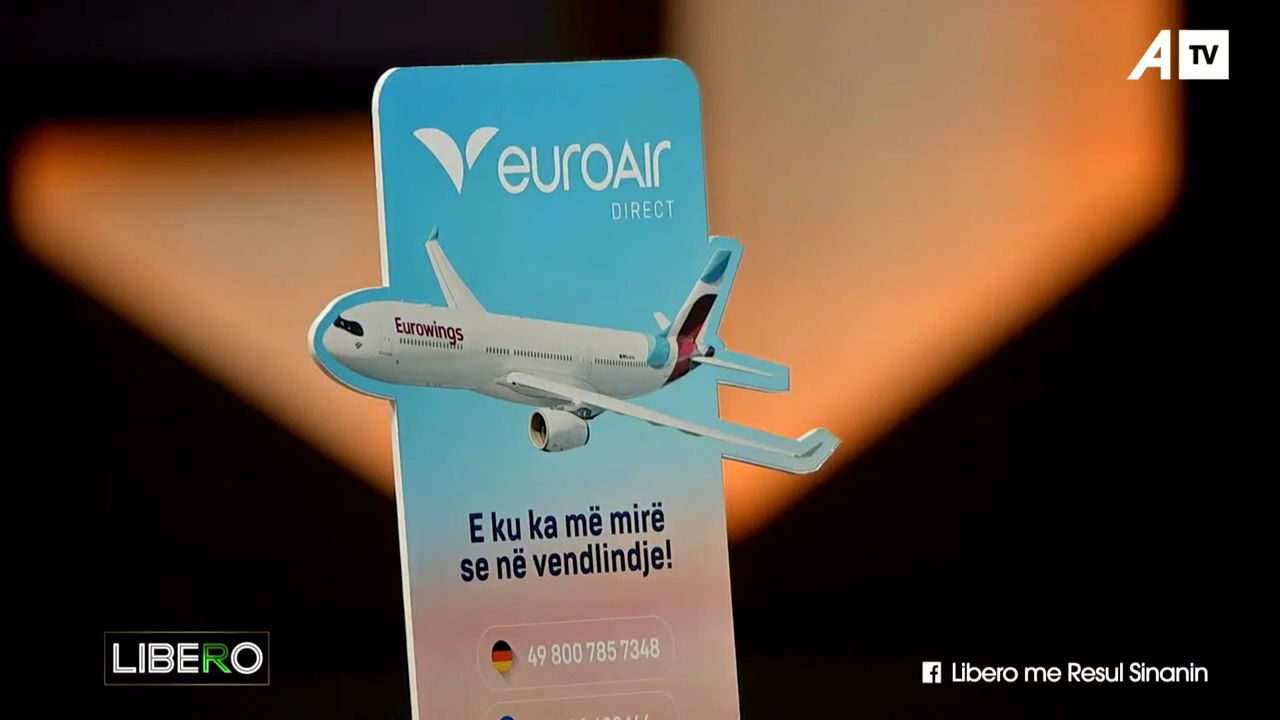 A TV
euroAir
DIRECT
Eurowings
E ku ka më mirë
se në vendlindje!
49 800 785 7348
LIBERO
Libero me Resul Sinanin